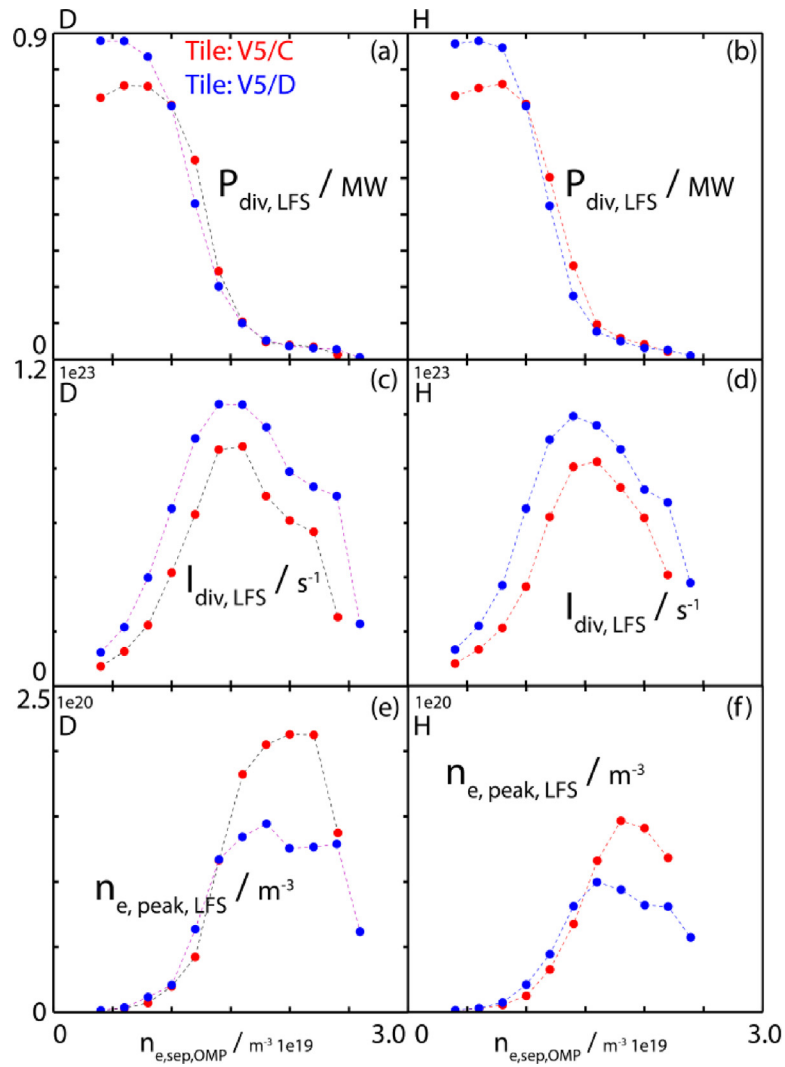 D
H
0.9
Tile: V5/C
Tile: V5/D
(a)
(b)
P div, LFS / MW
P div, LFS / MW
0
1.2
1e23
D
(c)
1e23
H
(d)
I div, LFS / s-1
I div, LFS / s-1
0
2.5
1e20
D
(e)
1e20
H
(f)
n e, peak, LFS / m-3
n e, peak, LFS / m-3
0
0
3.0
3.0
n e,sep,OMP / m-3 1e19
n e,sep,OMP / m-3 1e19